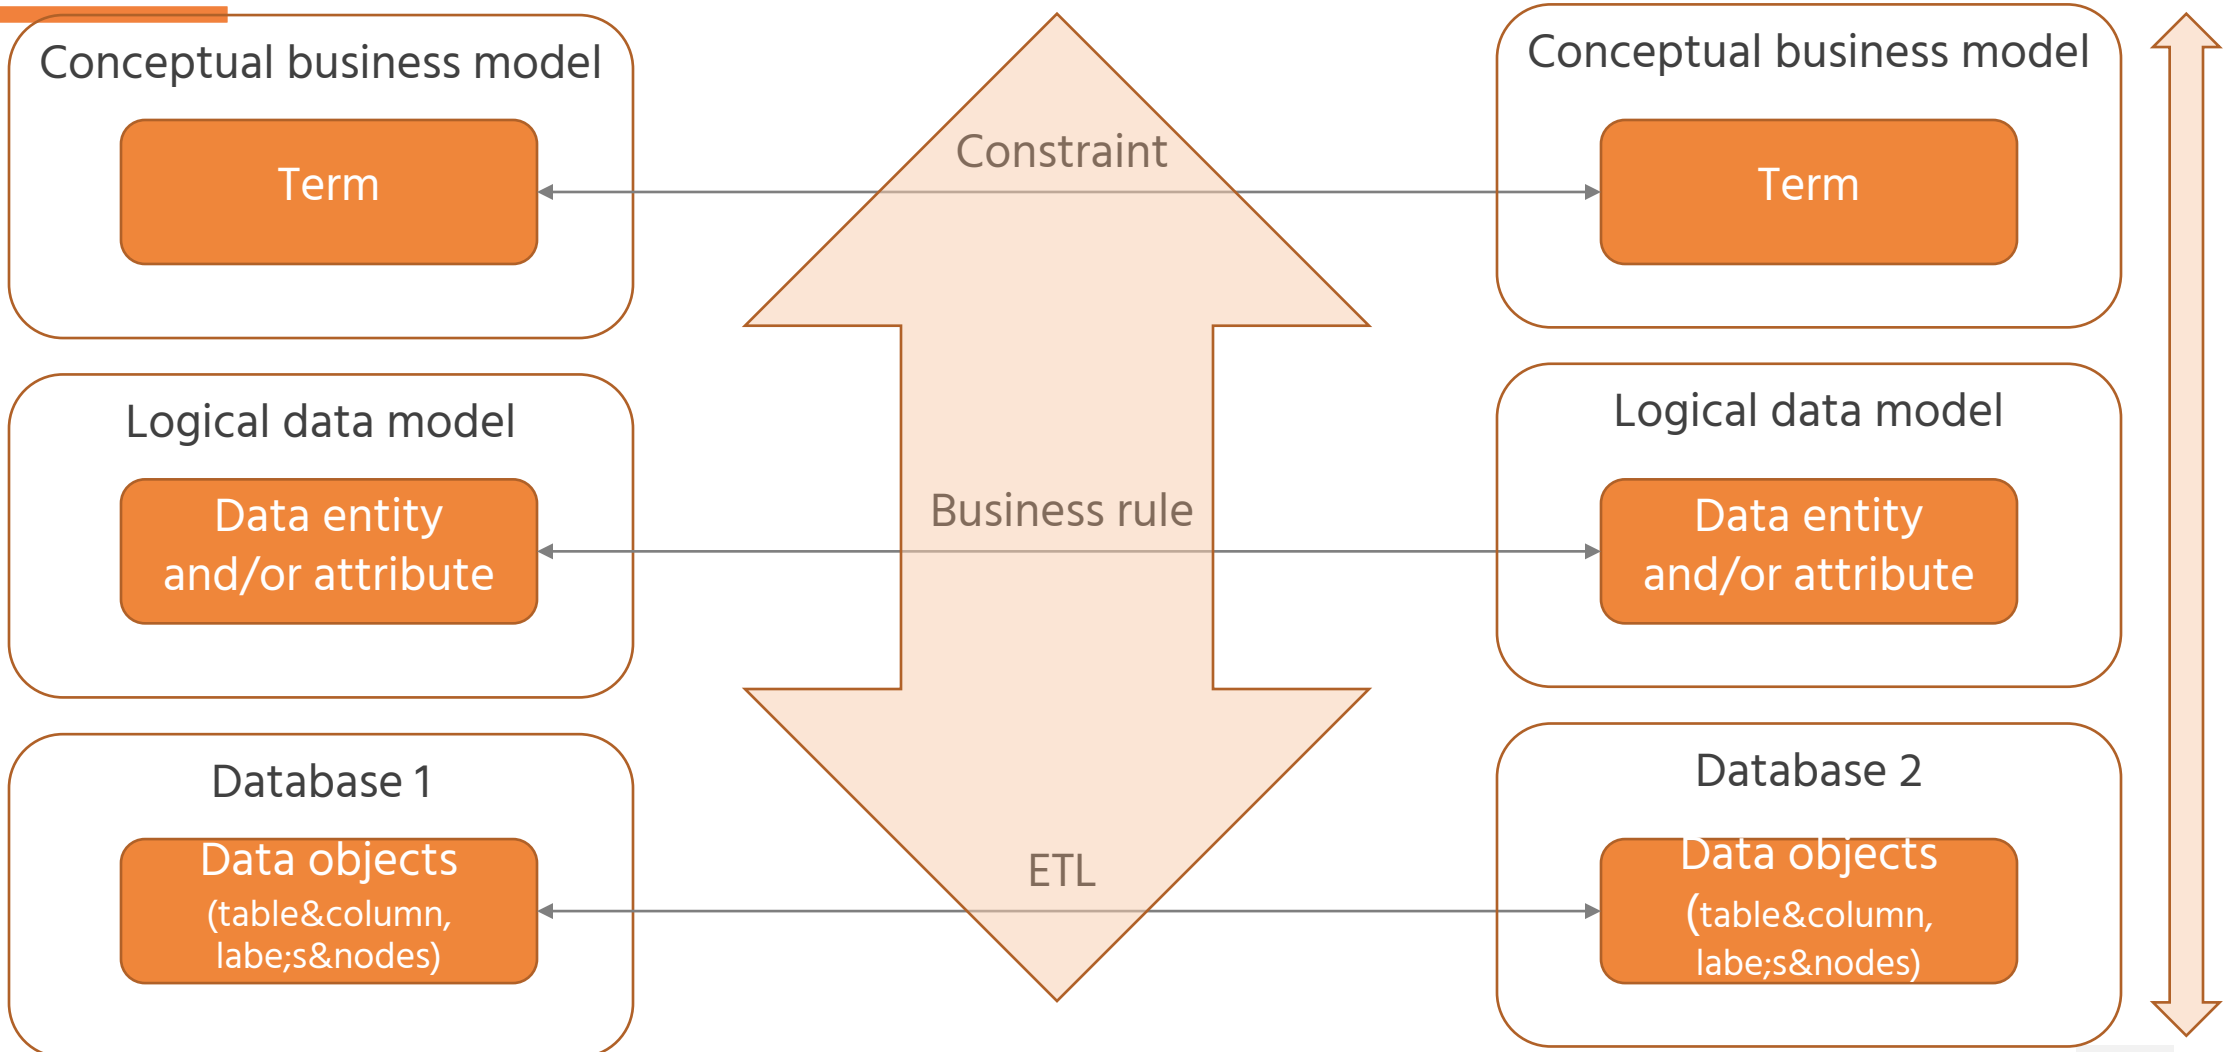 Conceptual business model
Term
Constraint
Conceptual business model
Term
Logical data model
Data entity
and/or attribute
Business rule
Logical data model
Data entity
and/or attribute
Database 1
Data objects
(table&column,
labe;s&nodes)
ETL
Database 2
Data objects
(table&column,
labe;s&nodes)